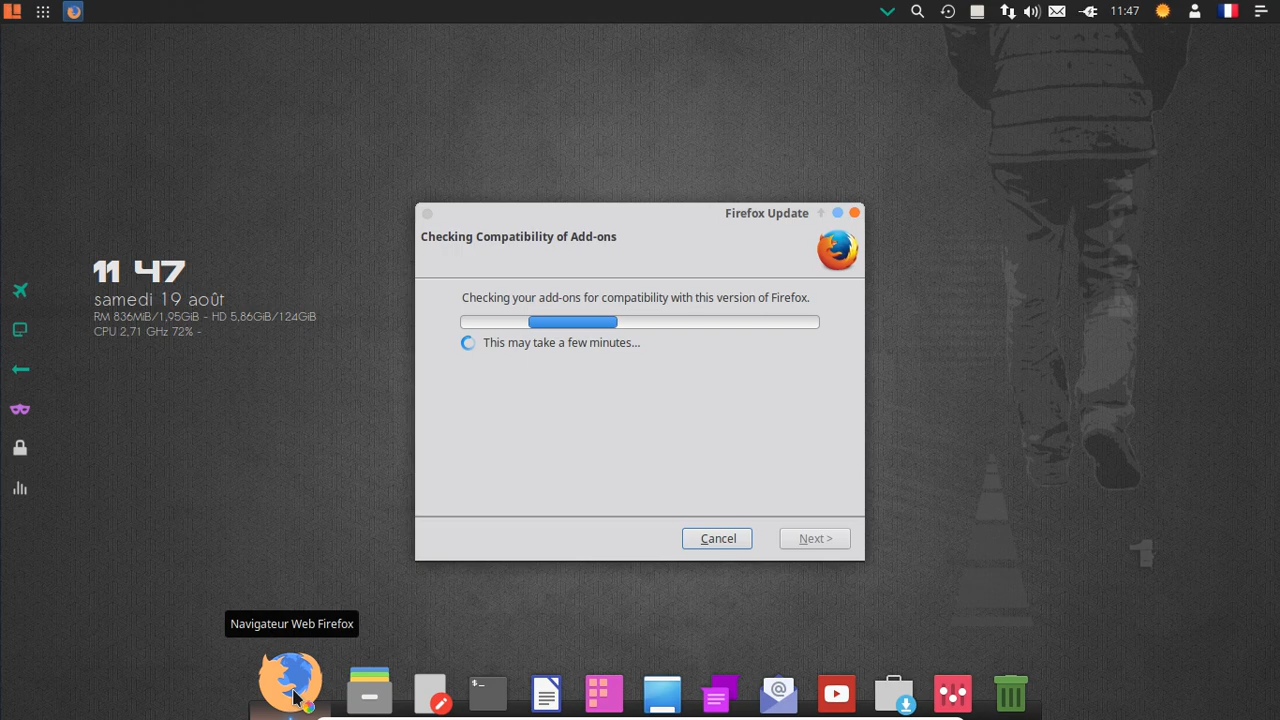 11:47
Firefox Update
Checking Compatibility of Add-ons
Checking your add-ons for compatibility with this version of Firefox.
This may take a few minutes...
Cancel
Next >
11 47
samedi 19 août
RM 836MiB/1,95GiB - HD 5,86GiB/124GiB
CPU 2,71 GHz 72% -
1
Navigateur Web Firefox
$-
@